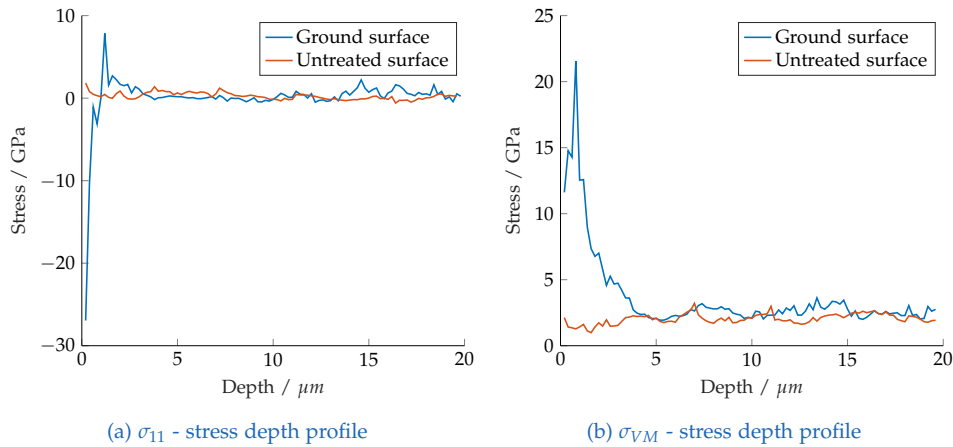 10
0
−10
−20
−30
Stress / GPa
Ground surface
Untreated surface
0
5
10
15
20
Depth / μm
(a) σ11 - stress depth profile
25
20
15
10
5
0
Stress / GPa
Ground surface
Untreated surface
0
5
10
15
20
Depth / μm
(b) σVM - stress depth profile